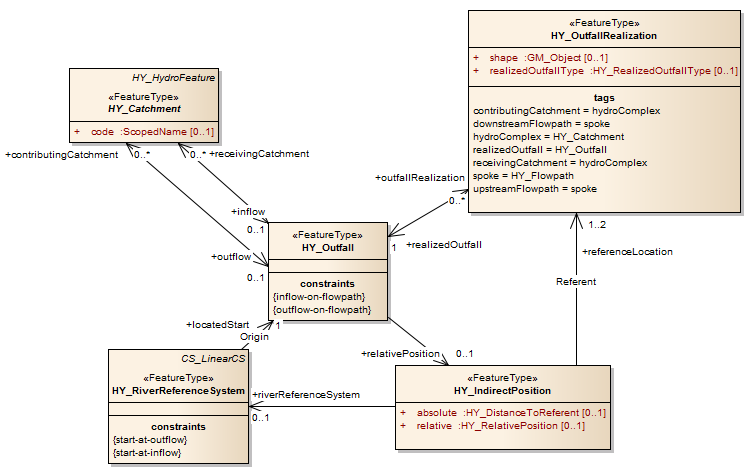 «FeatureType»
HY_OutfallRealization
+ shape :GM_Object [0..1]
+ realizedOutfallType :HY_RealizedOutfallType [0..1]
tags
contributingCatchment = hydroComplex
downstreamFlowpath = spoke
hydroComplex = HY_Catchment
realizedOutfall = HY_Outfall
receivingCatchment = hydroComplex
spoke = HY_Flowpath
upstreamFlowpath = spoke
HY_HydroFeature
«FeatureType»
HY_Catchment
+ code :ScopedName [0..1]
+contributingCatchment
0..*
0..*
+receivingCatchment
+outfallRealization
0..*
+inflow
0..1
+outflow
0..1
1
+realizedOutfall
1..2
+referenceLocation
Referent
«FeatureType»
HY_Outfall
constraints
{inflow-on-flowpath}
{outflow-on-flowpath}
+locatedStart
1
Origin
+relativePosition
0..1
CS_LinearCS
«FeatureType»
HY_RiverReferenceSystem
constraints
{start-at-outflow}
{start-at-inflow}
+riverReferenceSystem
0..1
«FeatureType»
HY_IndirectPosition
+ absolute :HY_DistanceToReferent [0..1]
+ relative :HY_RelativePosition [0..1]